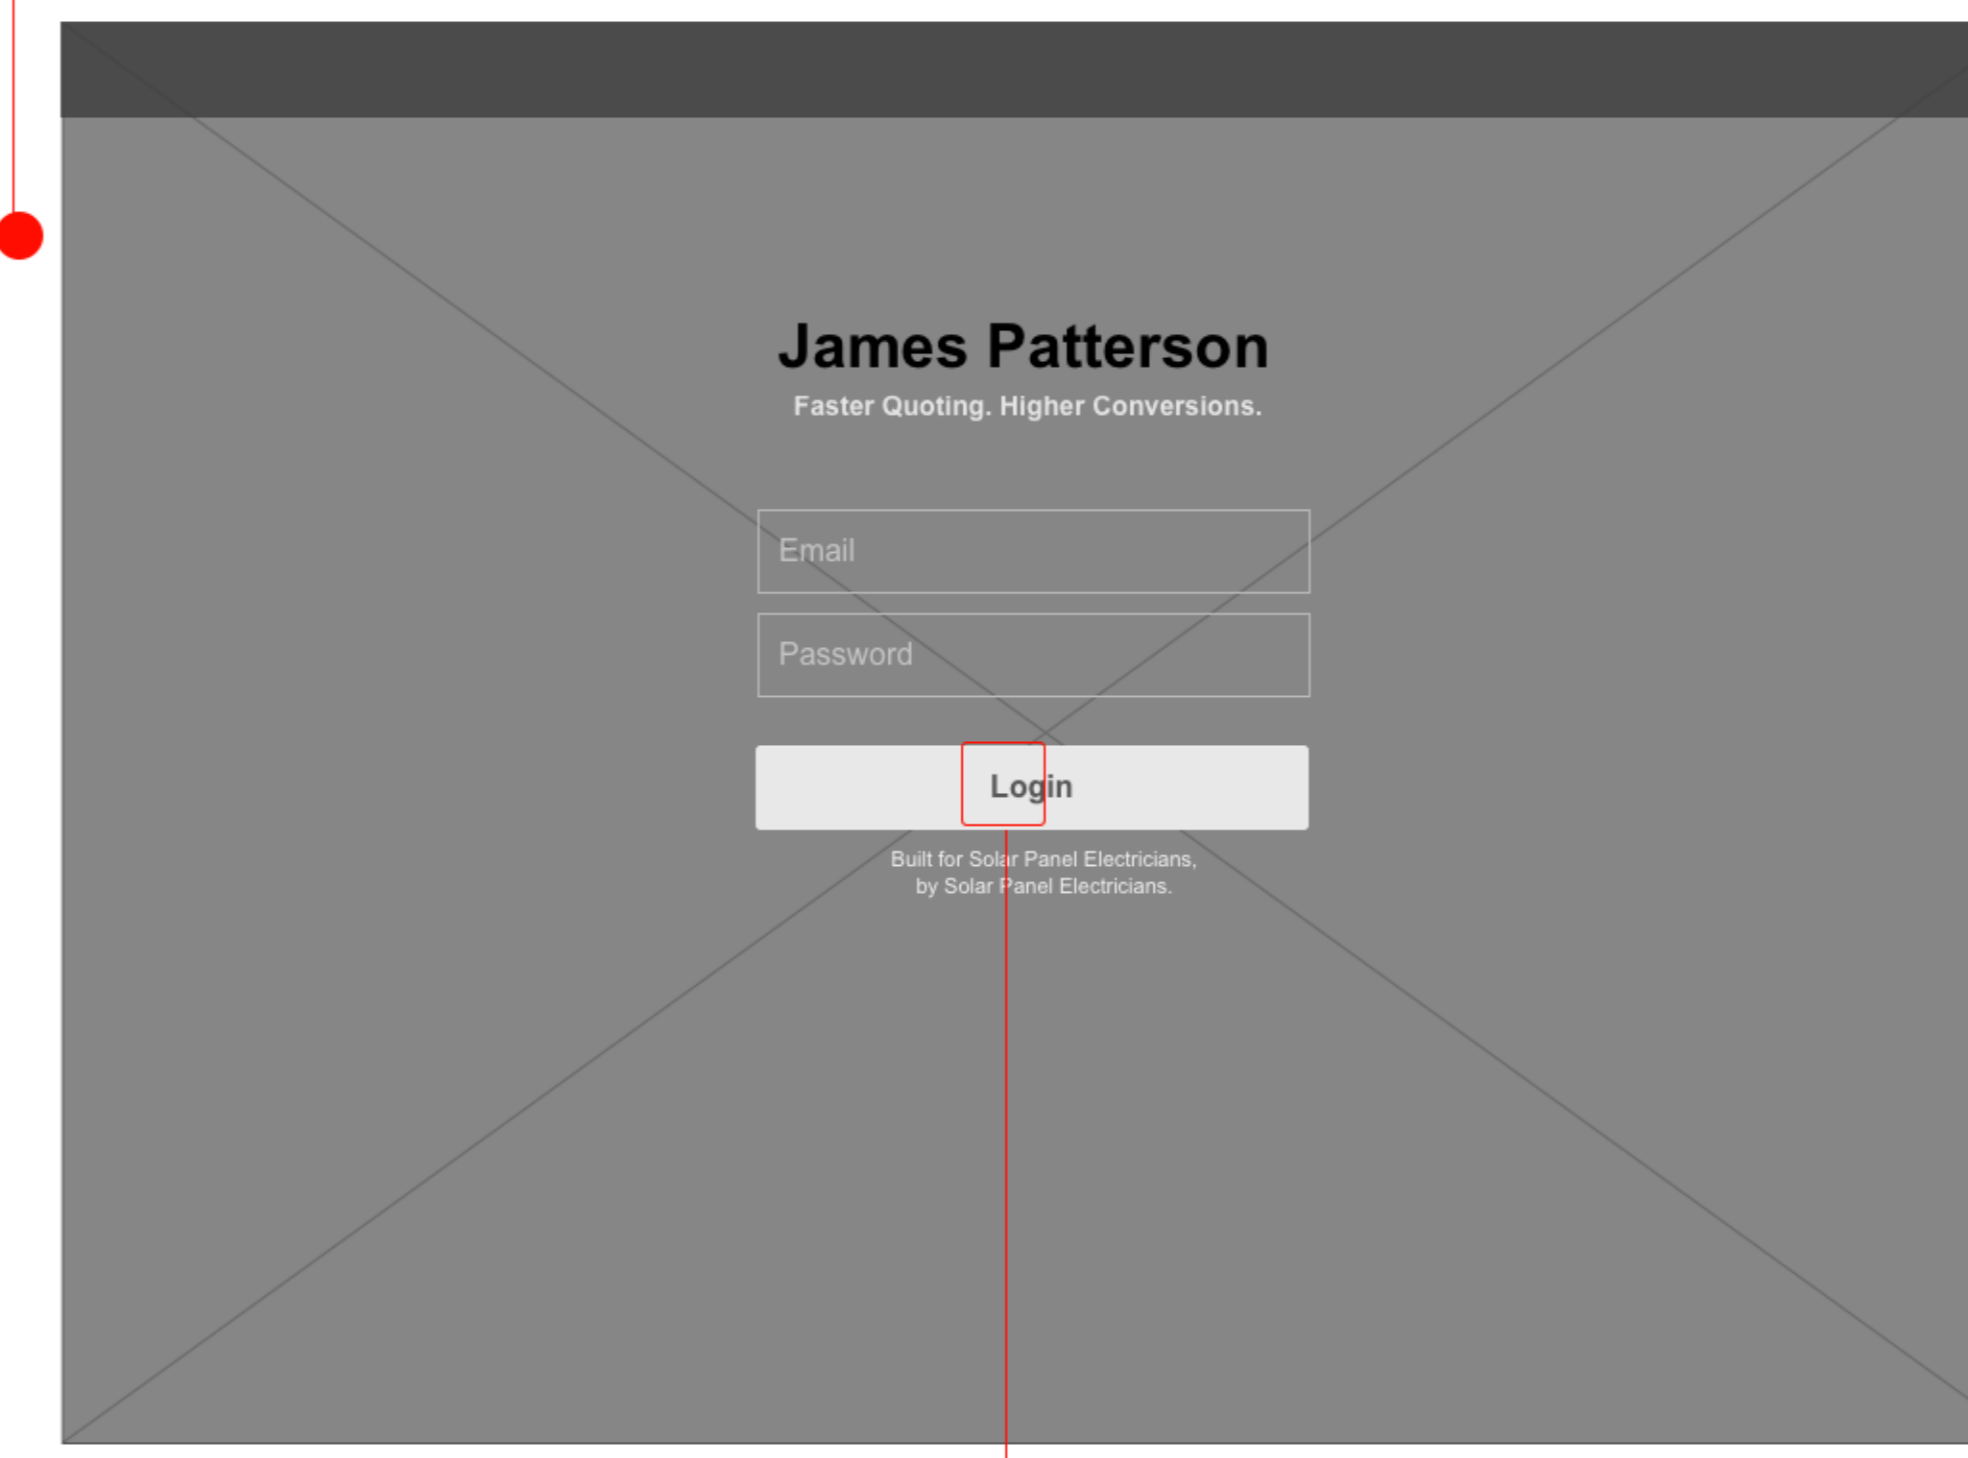 James Patterson
Faster Quoting. Higher Conversions.
Email
Password
Login
Built for Solar Panel Electricians,
by Solar Panel Electricians.